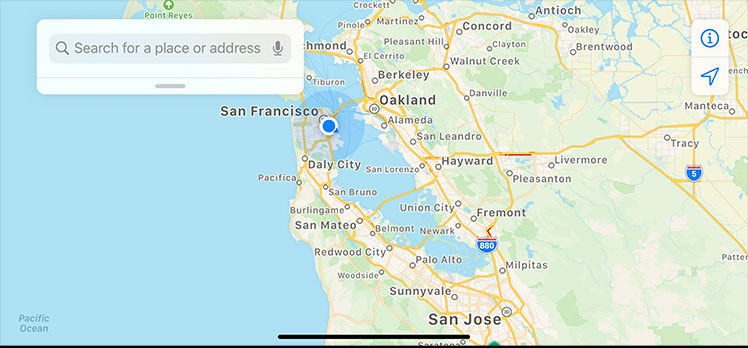 Point Reyes
Crockett
Antioch
Pinole
Martinez
Concord
Oakley
Pleasant Hill
Clayton
Brentwood
Search for a place or address
chmond
El Cerrito
Walnut Creek
Tiburon
Berkeley
San Francisco
Oakland
Danville
Manteca
Alameda
San Leandro
Tracy
Daly City
San Lorenzo
Hayward
Livermore
Pleasanton
5
Pacifica
San Bruno
Burlingame
Union City
Fremont
San Mateo
Belmont
Newark
880
Redwood City
Palo Alto
Patter
Woodside
Milpitas
Sunnyvale
Pacific
Ocean
San Jose
Saratoga